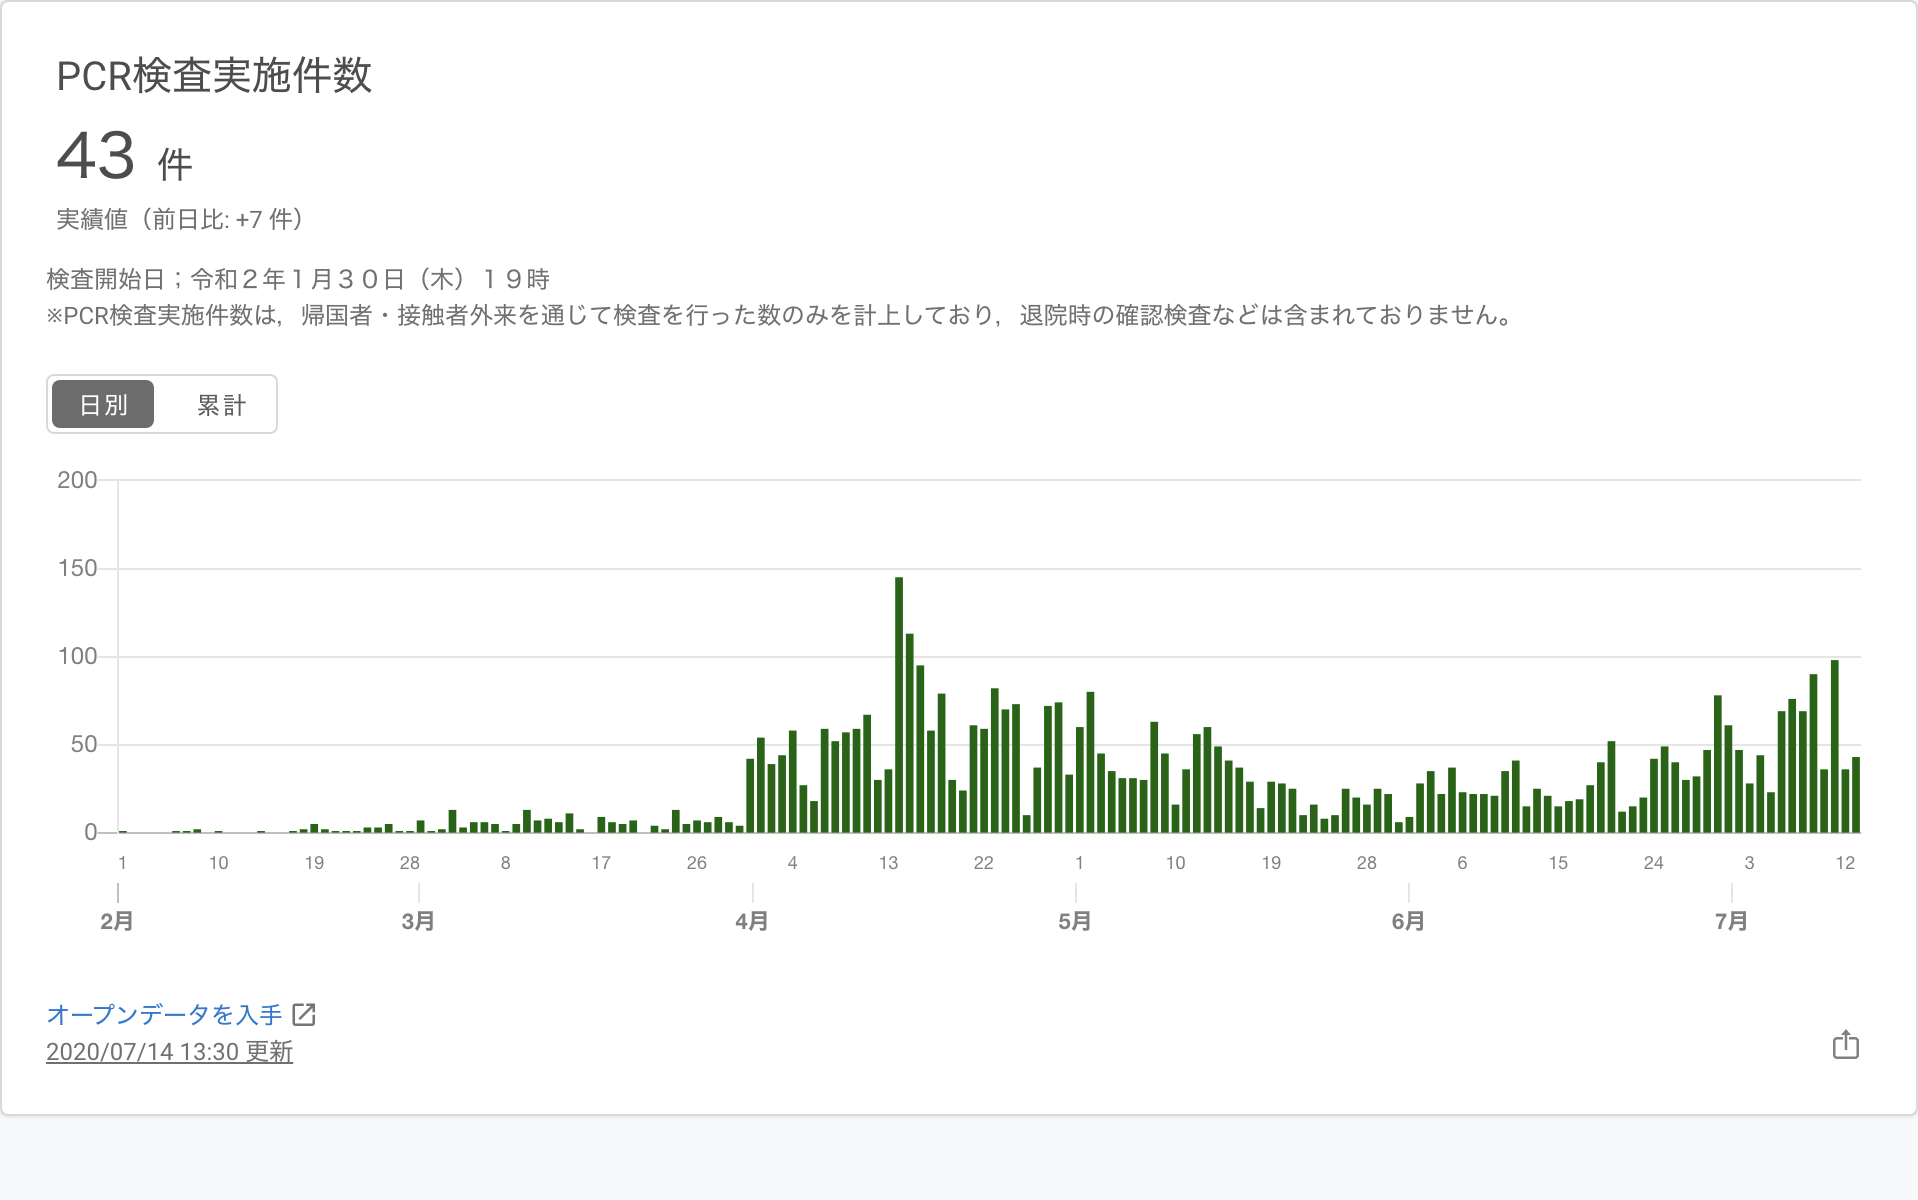 PCR検査実施件数
43 件
実績値（前日比: +7 件）
検査開始日；令和２年１月３０日（木）１９時
※PCR検査実施件数は，帰国者・接触者外来を通じて検査を行った数のみを計上しており，退院時の確認検査などは含まれておりません。
日別 累計
200
150
100
50
0
1 10 19 28 8 17 26 4 13 22 1 10 19 28 6 15 24 3 12
2月 3月 4月 5月 6月 7月
オープンデータを入手
2020/07/14 13:30 更新